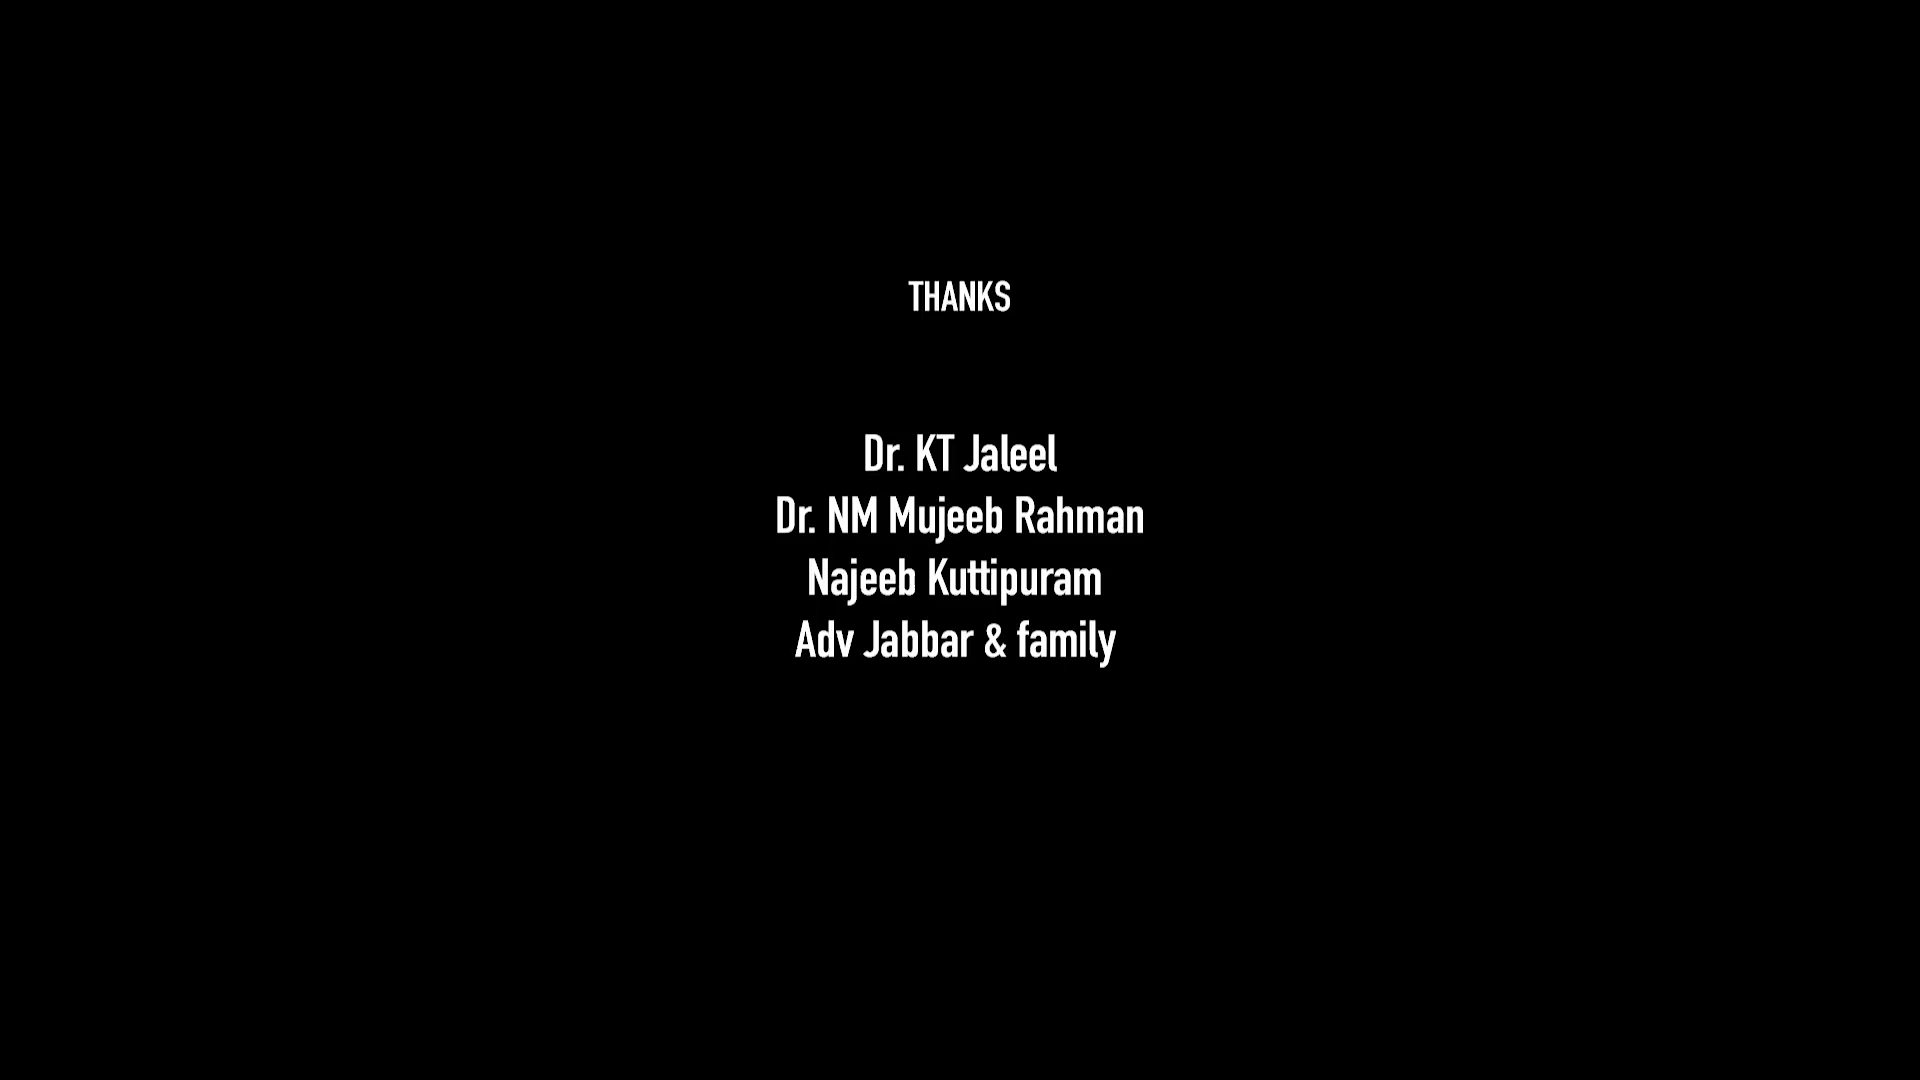 THANKS
Dr. KT Jaleel
Dr. NM Mujeeb Rahman
Najeeb Kuttipuram
Adv Jabbar & family